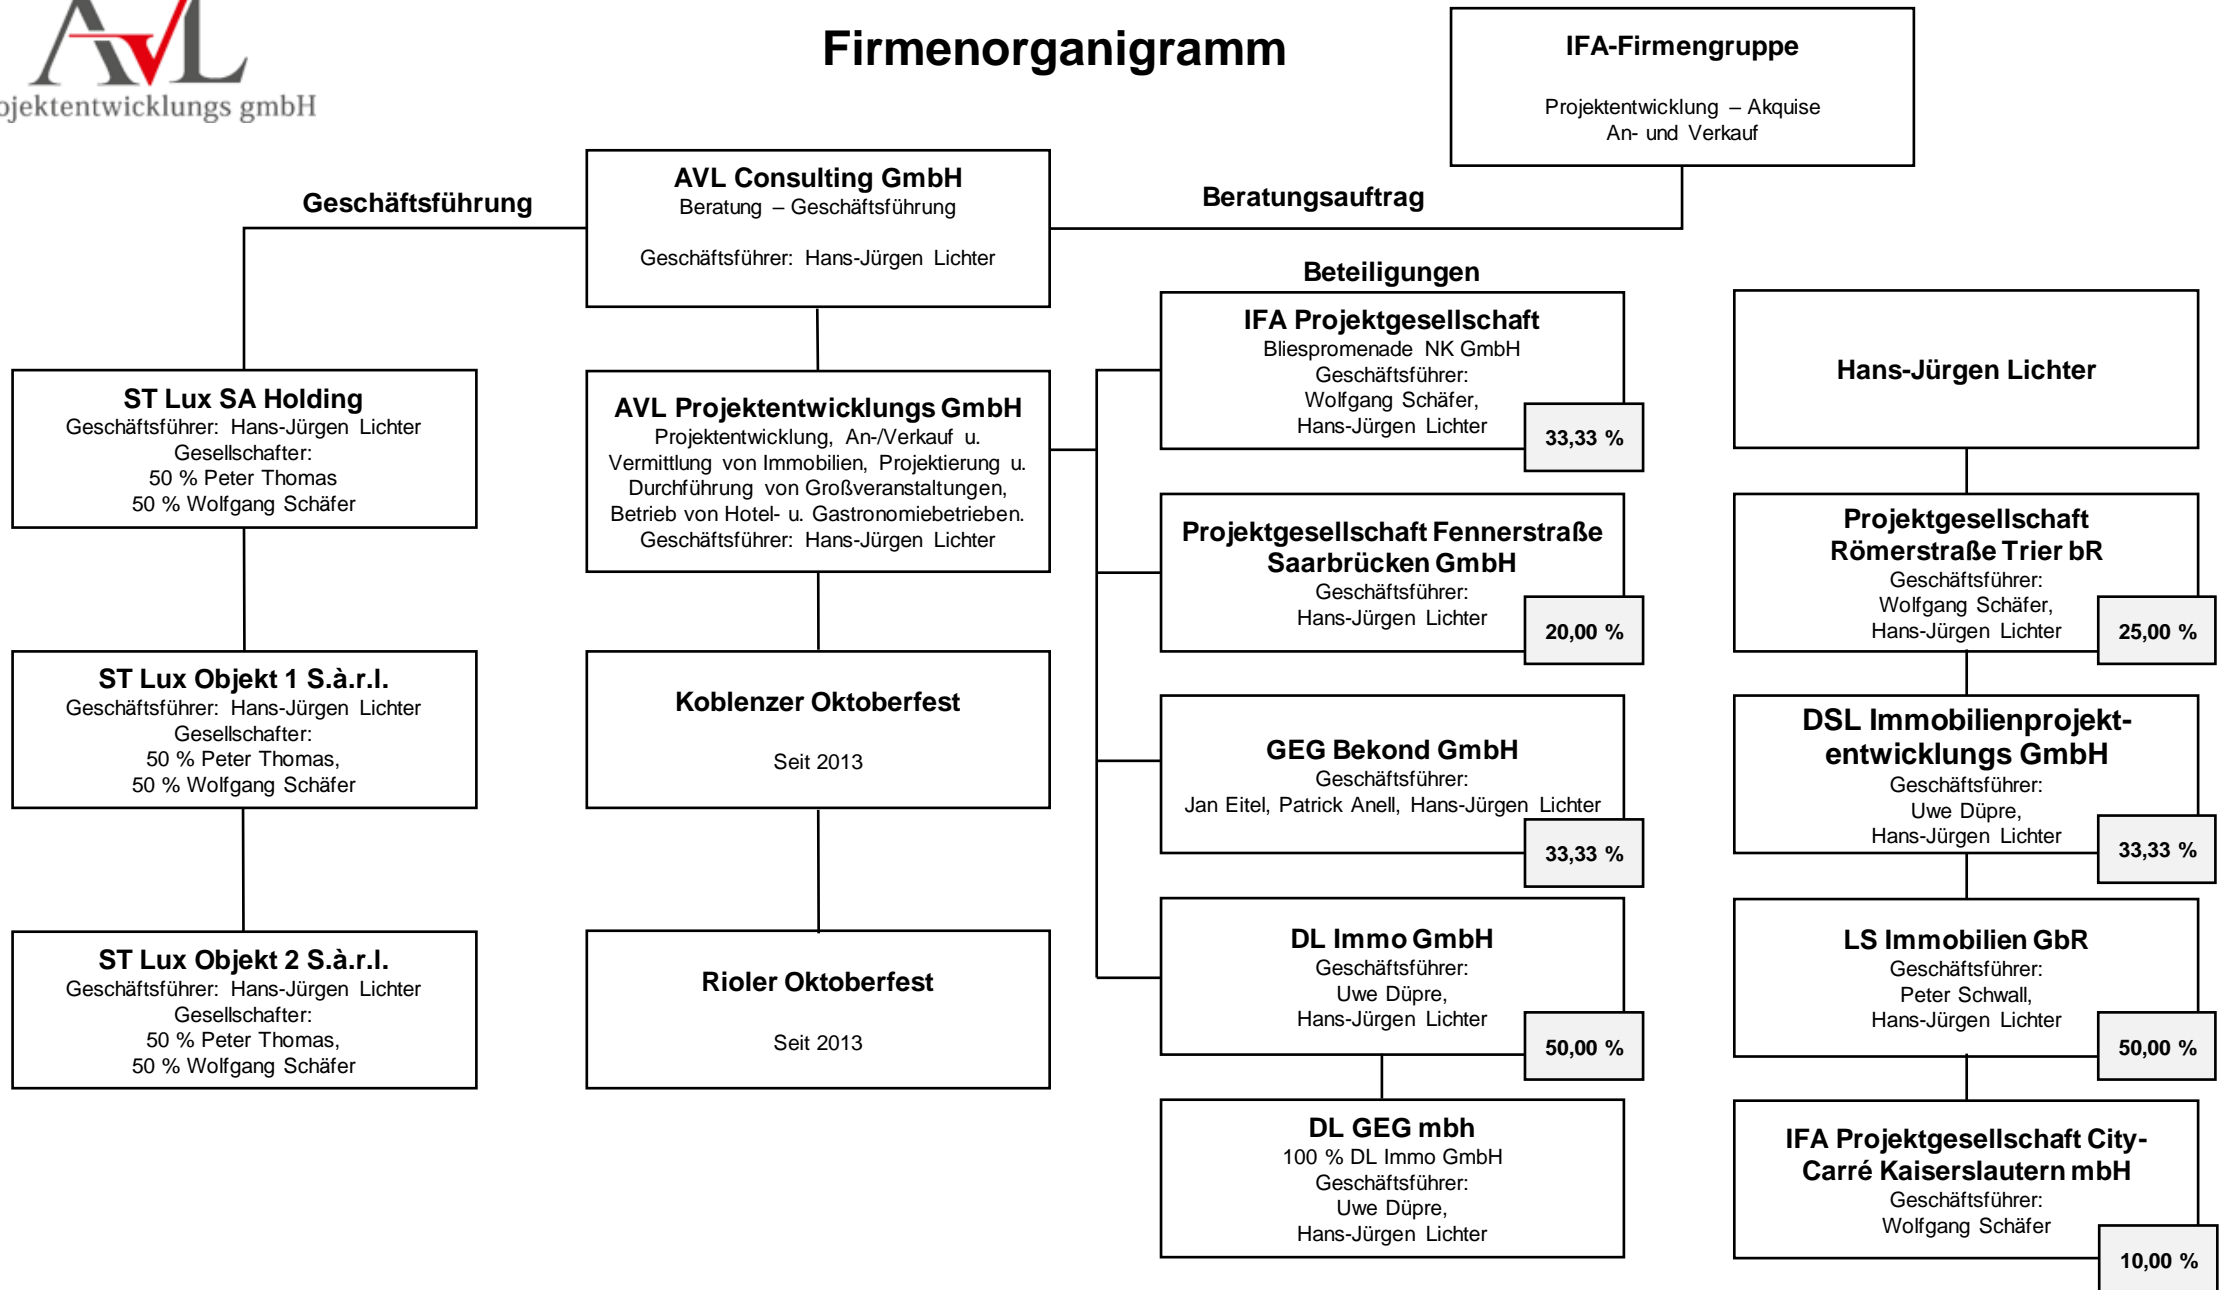 AVL
ojektentwicklungs gmbH
Firmenorganigramm
IFA-Firmengruppe
Projektentwicklung – Akquise
An- und Verkauf
Geschäftsführung
AVL Consulting GmbH
Beratung – Geschäftsführung
Geschäftsführer: Hans-Jürgen Lichter
Beratungsauftrag
ST Lux SA Holding
Geschäftsführer: Hans-Jürgen Lichter
Gesellschafter:
50 % Peter Thomas
50 % Wolfgang Schäfer
ST Lux Objekt 1 S.à.r.l.
Geschäftsführer: Hans-Jürgen Lichter
Gesellschafter:
50 % Peter Thomas,
50 % Wolfgang Schäfer
ST Lux Objekt 2 S.à.r.l.
Geschäftsführer: Hans-Jürgen Lichter
Gesellschafter:
50 % Peter Thomas,
50 % Wolfgang Schäfer
AVL Projektentwicklungs GmbH
Projektentwicklung, An-/Verkauf u.
Vermittlung von Immobilien, Projektierung u.
Durchführung von Großveranstaltungen,
Betrieb von Hotel- u. Gastronomiebetrieben.
Geschäftsführer: Hans-Jürgen Lichter
Koblenzer Oktoberfest
Seit 2013
Rioler Oktoberfest
Seit 2013
Beteiligungen
IFA Projektgesellschaft
Bliespromenade NK GmbH
Geschäftsführer:
Wolfgang Schäfer,
Hans-Jürgen Lichter
33,33 %
Projektgesellschaft Fennerstraße
Saarbrücken GmbH
Geschäftsführer:
Hans-Jürgen Lichter
20,00 %
GEG Bekond GmbH
Geschäftsführer:
Jan Eitel, Patrick Anell, Hans-Jürgen Lichter
33,33 %
DL Immo GmbH
Geschäftsführer:
Uwe Düpre,
Hans-Jürgen Lichter
50,00 %
DL GEG mbh
100 % DL Immo GmbH
Geschäftsführer:
Uwe Düpre,
Hans-Jürgen Lichter
Hans-Jürgen Lichter
Projektgesellschaft
Römerstraße Trier bR
Geschäftsführer:
Wolfgang Schäfer,
Hans-Jürgen Lichter
25,00 %
DSL Immobilienprojekt-
entwicklungs GmbH
Geschäftsführer:
Uwe Düpre,
Hans-Jürgen Lichter
33,33 %
LS Immobilien GbR
Geschäftsführer:
Peter Schwall,
Hans-Jürgen Lichter
50,00 %
IFA Projektgesellschaft City-
Carré Kaiserslautern mbH
Geschäftsführer:
Wolfgang Schäfer
10,00 %